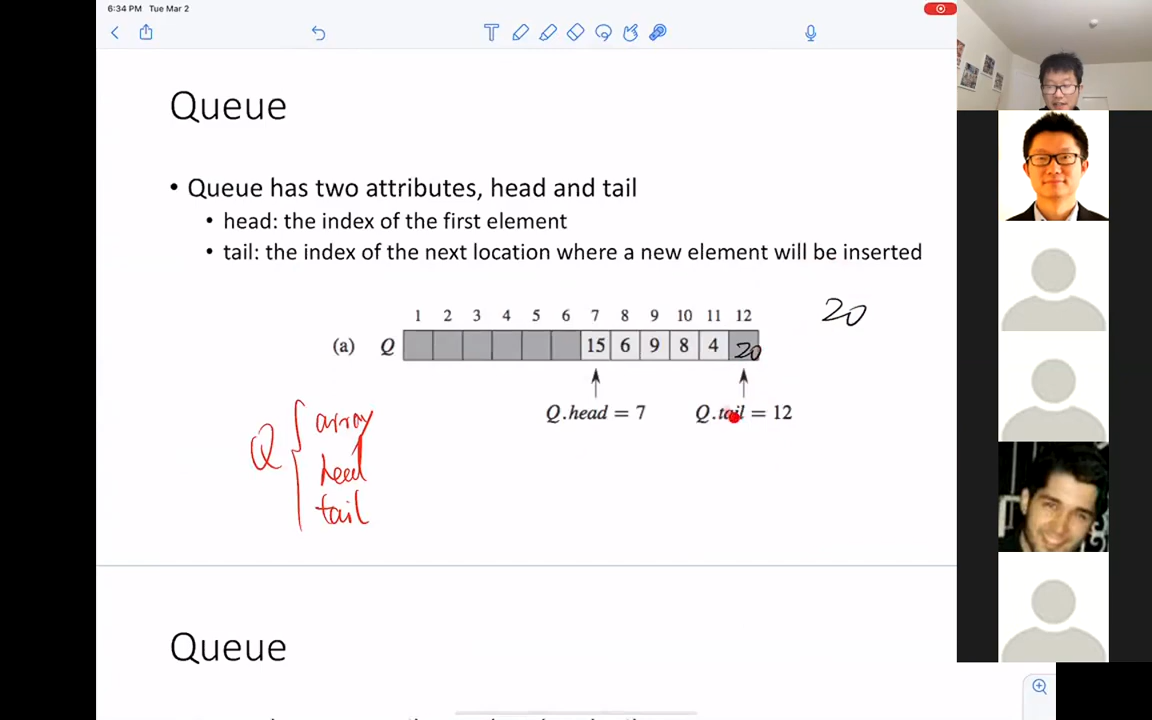 6:34 PM Tue Mar 2
Queue
• Queue has two attributes, head and tail
• head: the index of the first element
• tail: the index of the next location where a new element will be inserted
20
1 2 3 4 5 6 7 8 9 10 11 12
(a) Q 15 6 9 8 4 20
Q.head = 7 Q.tail = 12
Q { array
head
tail
Queue